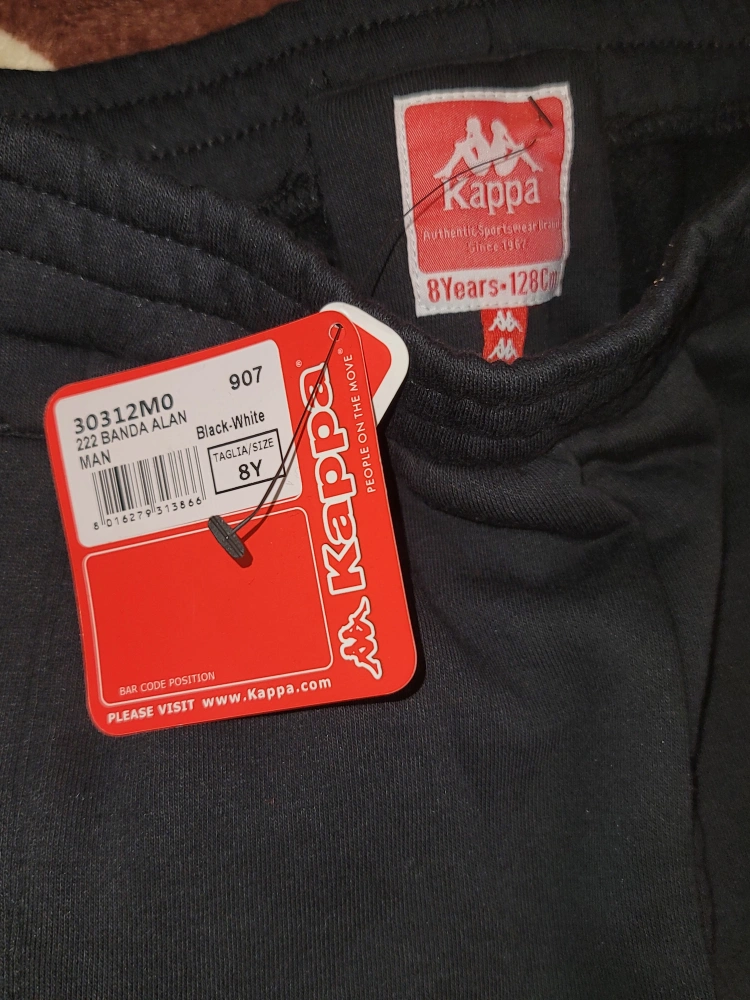 Kappa
Authentic Sportswear Brand
Since 1967
8Years-128Cm
907
30312M0
222 BANDA ALAN
MAN
Black-White
TAGLIA/SIZE
8Y
8 016279 313866
Kappa®
PEOPLE ON THE MOVE®
BAR CODE POSITION
PLEASE VISIT www.Kappa.com